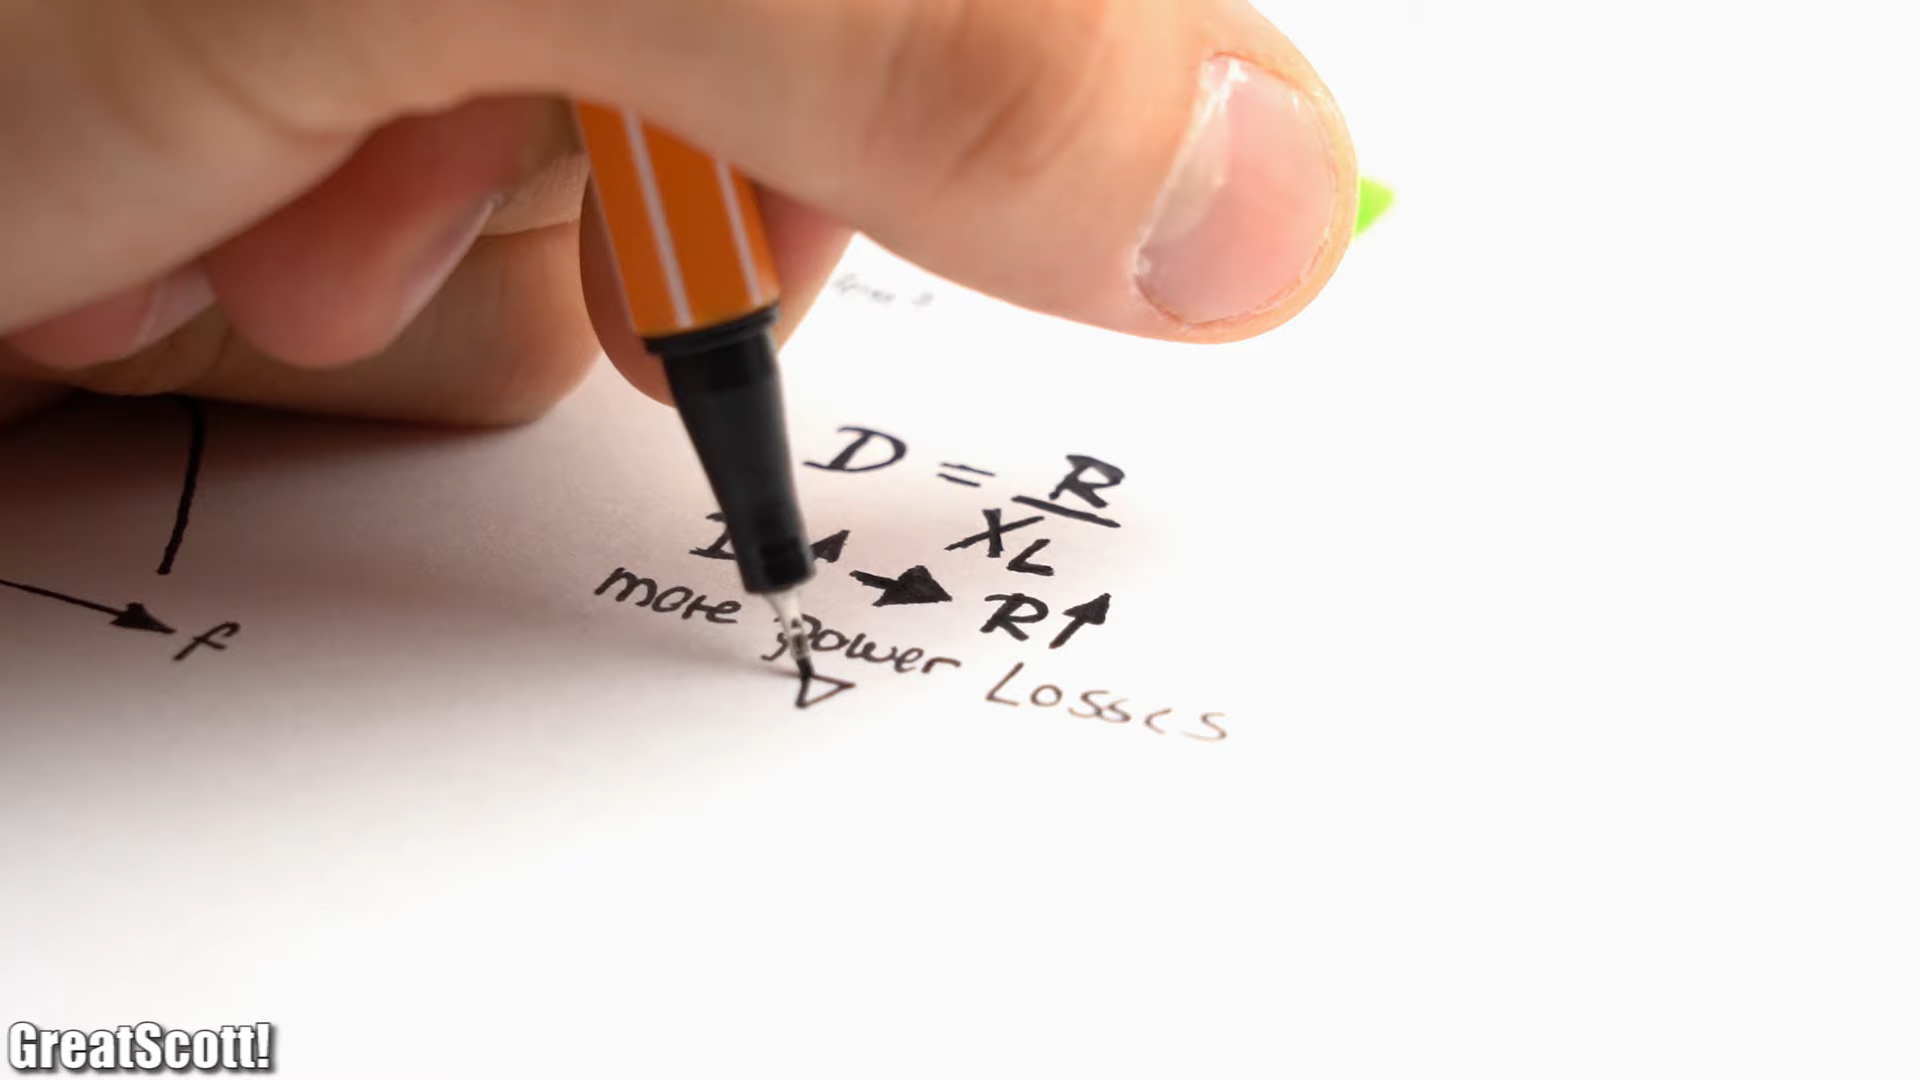 D = R
XL
D ↑ → R ↑
more power Losses
f
GreatScott!